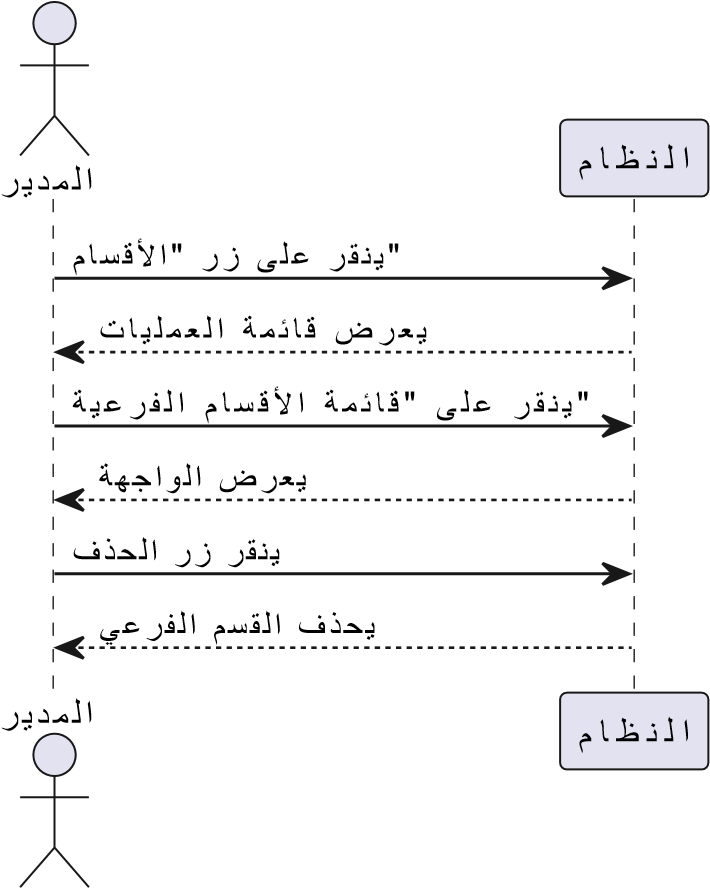 المدير
النظام
ينقر على زر "الأقسام"
يعرض قائمة العمليات
ينقر على "قائمة الأقسام الفرعية"
يعرض الواجهة
ينقر زر الحذف
يحذف القسم الفرعي
المدير
النظام